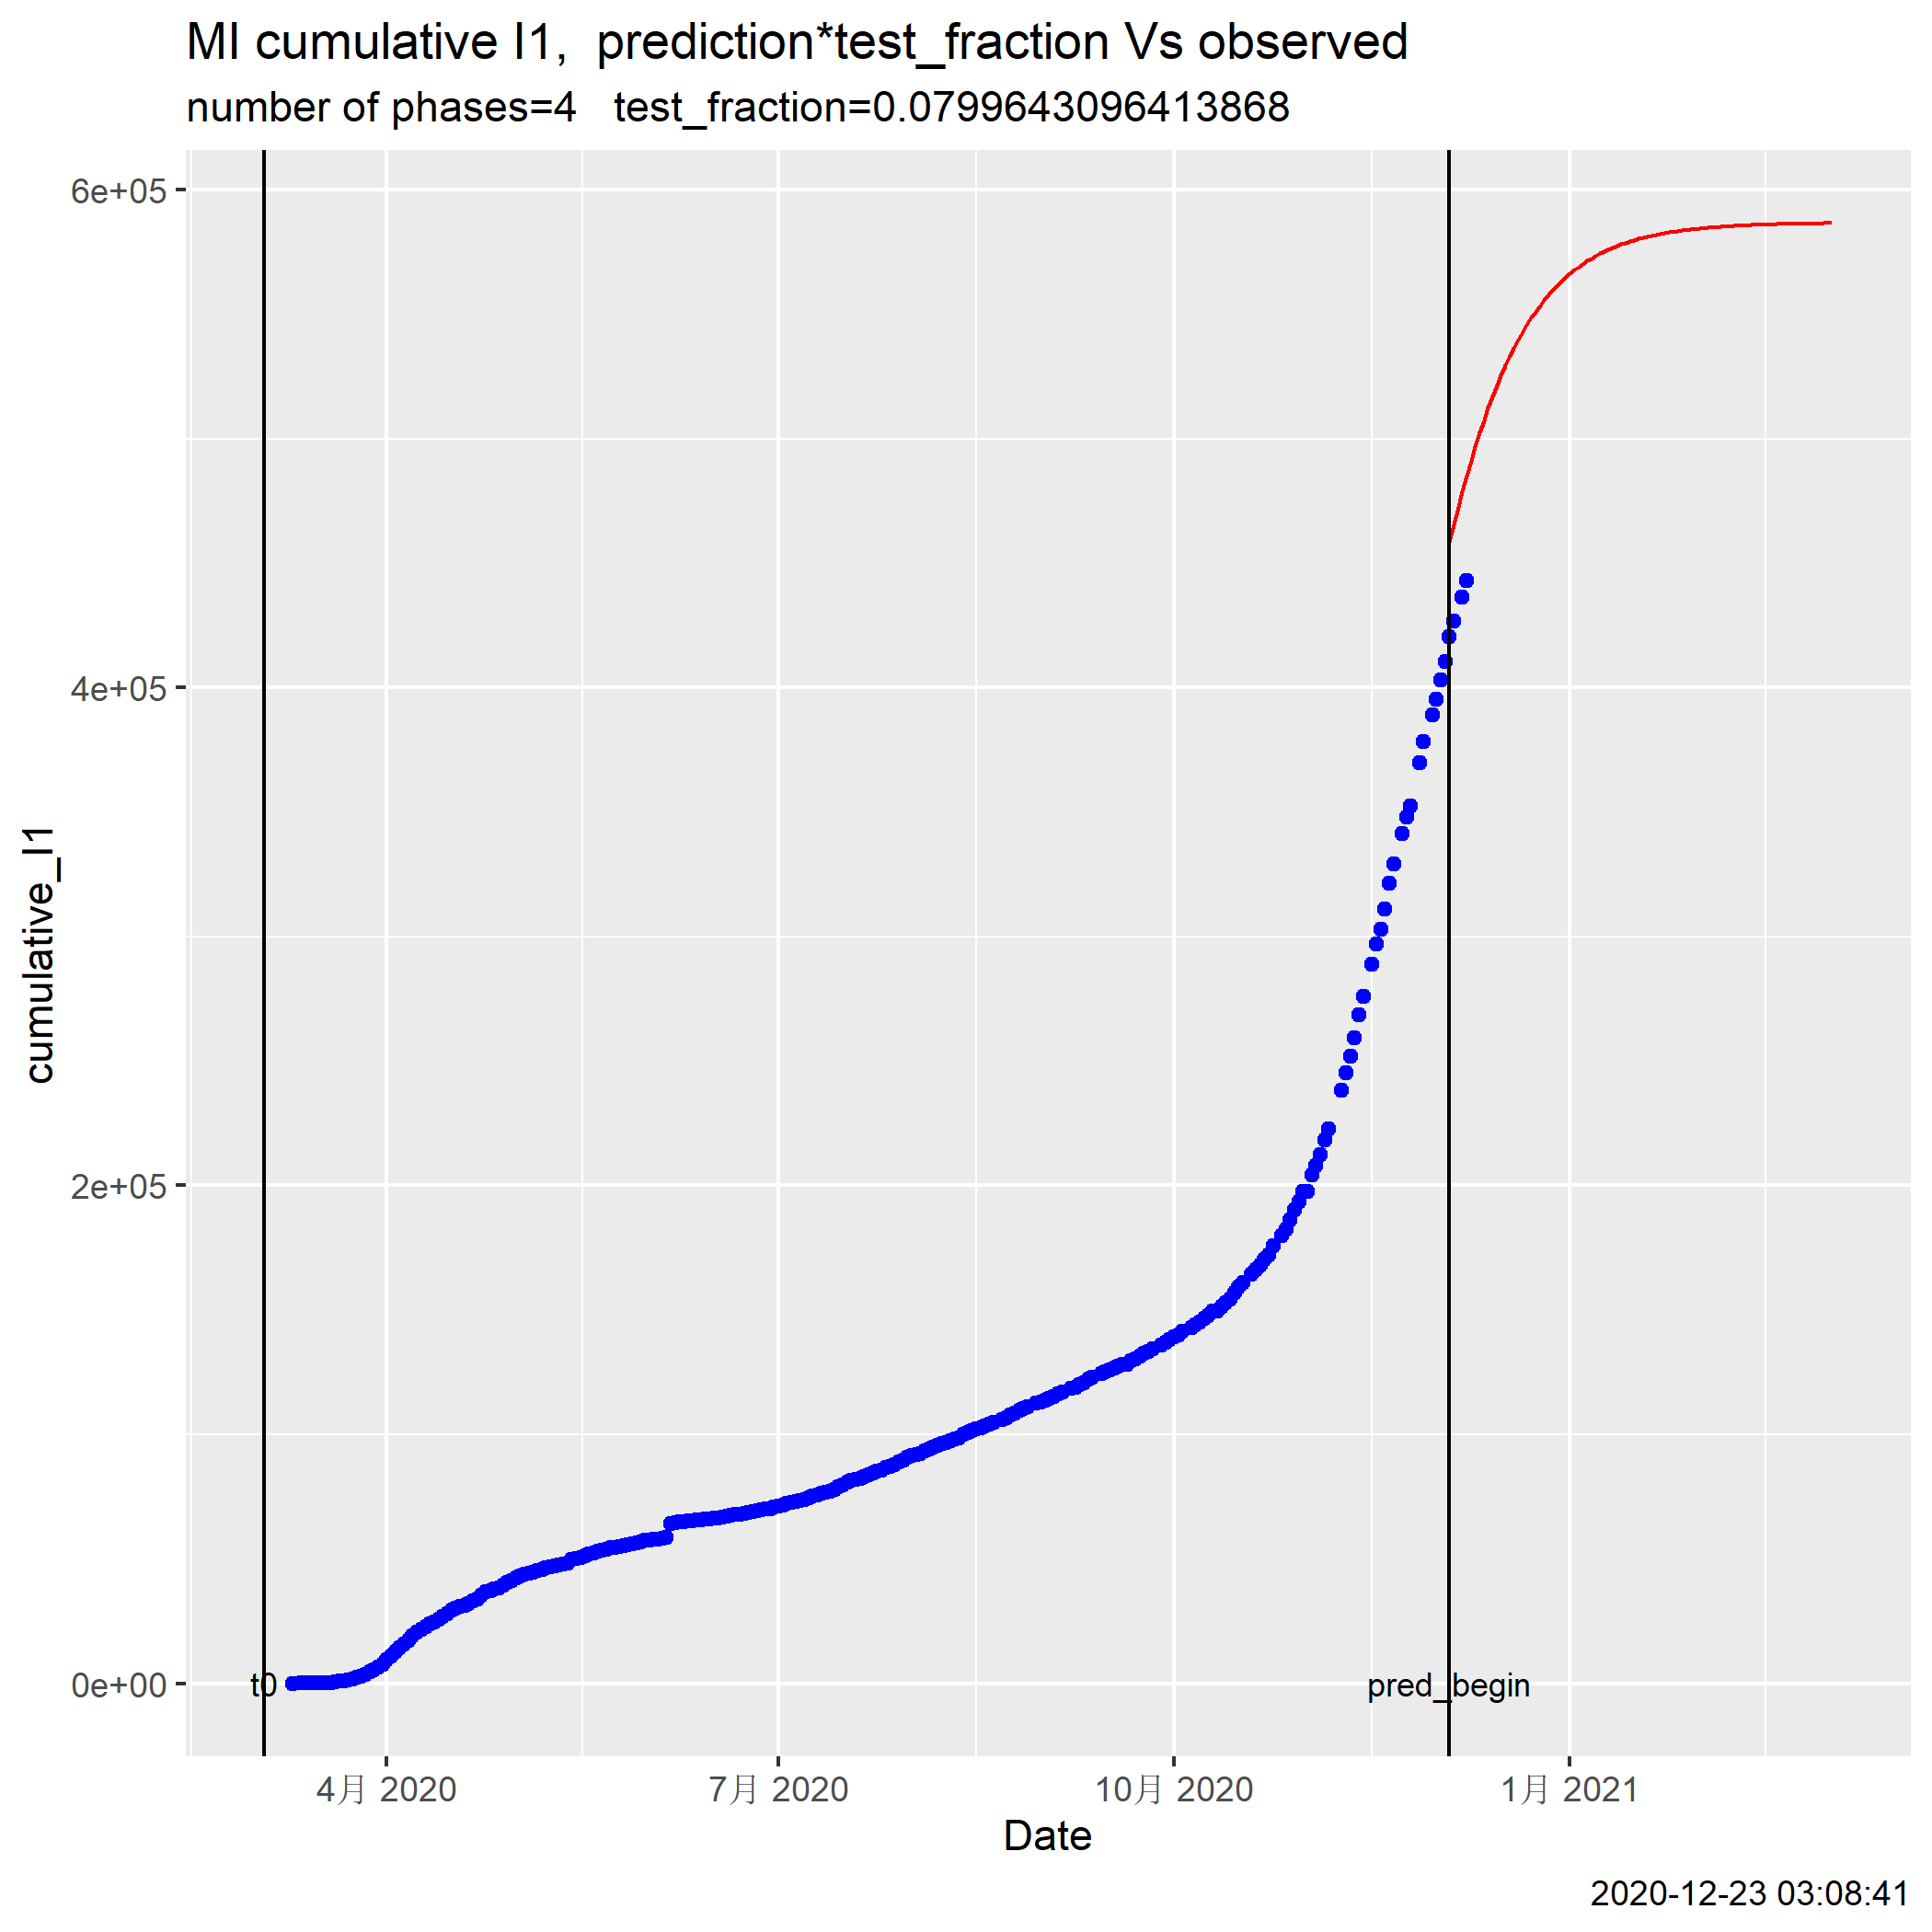 MI cumulative I1,  prediction*test_fraction Vs observed
number of phases=4   test_fraction=0.0799643096413868
6e+05
4e+05
2e+05
0e+00
cumulative_I1
t0
pred_begin
4月 2020
7月 2020
10月 2020
1月 2021
Date
2020-12-23 03:08:41